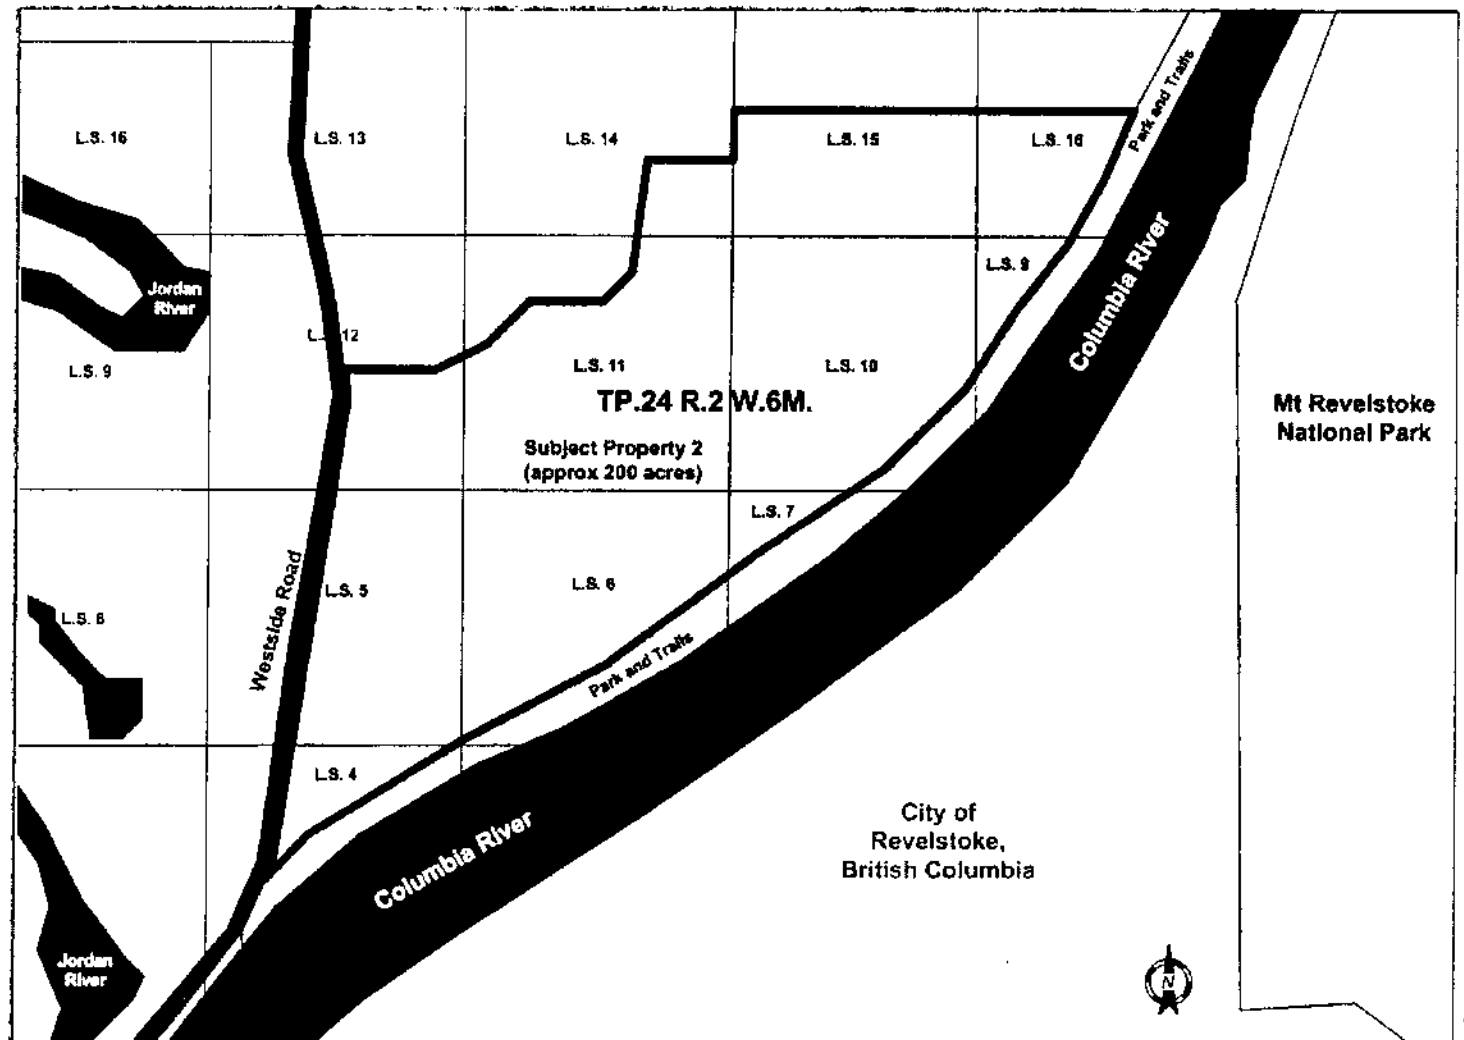 Park and Trails
L.S. 16
L.S. 13
L.S. 14
L.S. 15
L.S. 16
Columbia River
L.S. 9
Jordan
River
L.S. 12
L.S. 9
L.S. 11
L.S. 10
TP.24 R.2 W.6M.
Mt Revelstoke
National Park
Subject Property 2
(approx 200 acres)
L.S. 7
Westside Road
L.S. 5
L.S. 6
L.S. 8
Park and Trails
L.S. 4
City of
Revelstoke,
British Columbia
Columbia River
Jordan
River
N